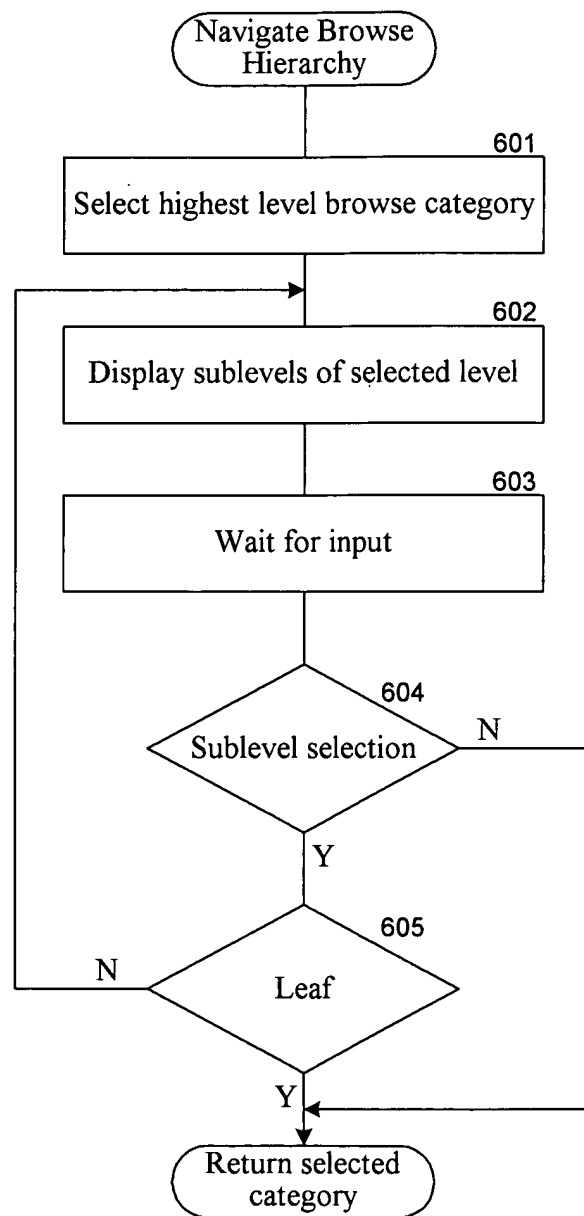 Navigate Browse
Hierarchy
601
Select highest level browse category
602
Display sublevels of selected level
603
Wait for input
604
Sublevel selection
N
Y
605
Leaf
N
Y
Return selected
category